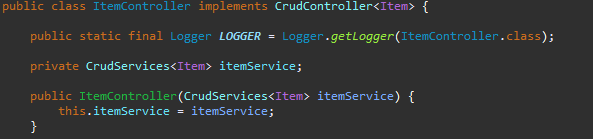 public class ItemController implements CrudController<Item> {
public static final Logger LOGGER = Logger.getLogger(ItemController.class);
private CrudServices<Item> itemService;
public ItemController(CrudServices<Item> itemService) {
this.itemService = itemService;
}